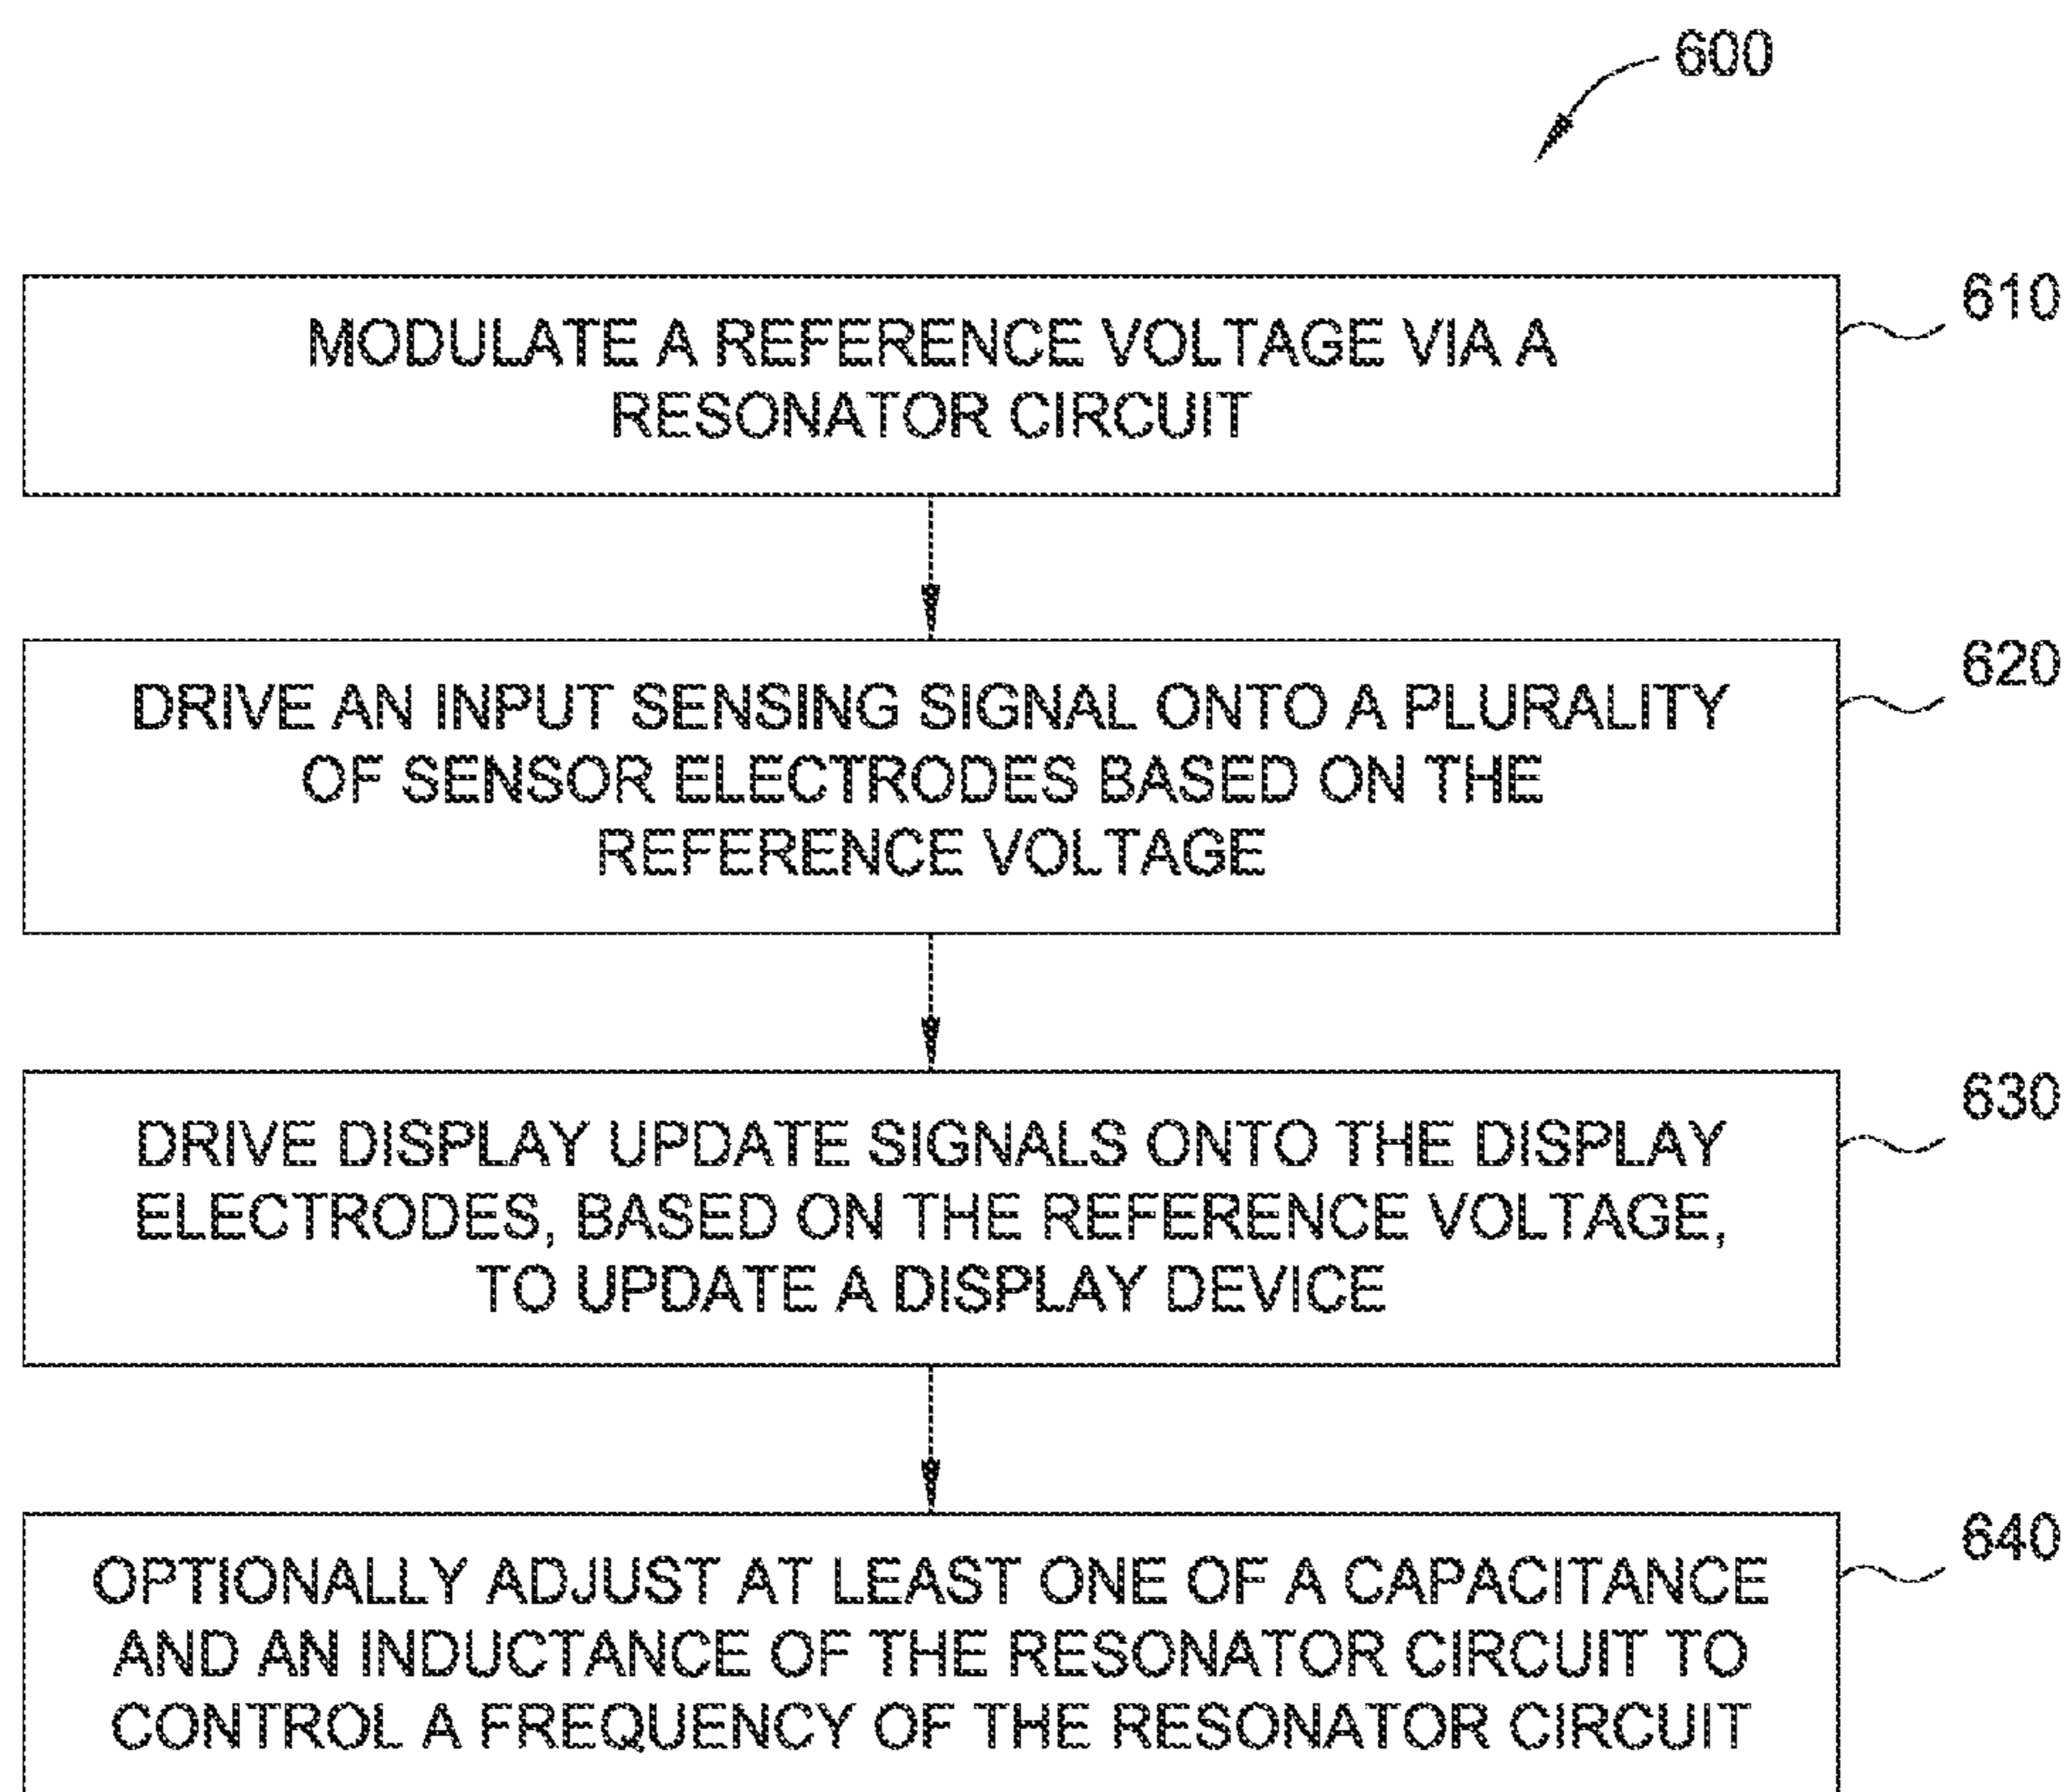 600
610
MODULATE A REFERENCE VOLTAGE VIA A
RESONATOR CIRCUIT
620
DRIVE AN INPUT SENSING SIGNAL ONTO A PLURALITY
OF SENSOR ELECTRODES BASED ON THE
REFERENCE VOLTAGE
630
DRIVE DISPLAY UPDATE SIGNALS ONTO THE DISPLAY
ELECTRODES, BASED ON THE REFERENCE VOLTAGE,
TO UPDATE A DISPLAY DEVICE
640
OPTIONALLY ADJUST AT LEAST ONE OF A CAPACITANCE
AND AN INDUCTANCE OF THE RESONATOR CIRCUIT TO
CONTROL A FREQUENCY OF THE RESONATOR CIRCUIT